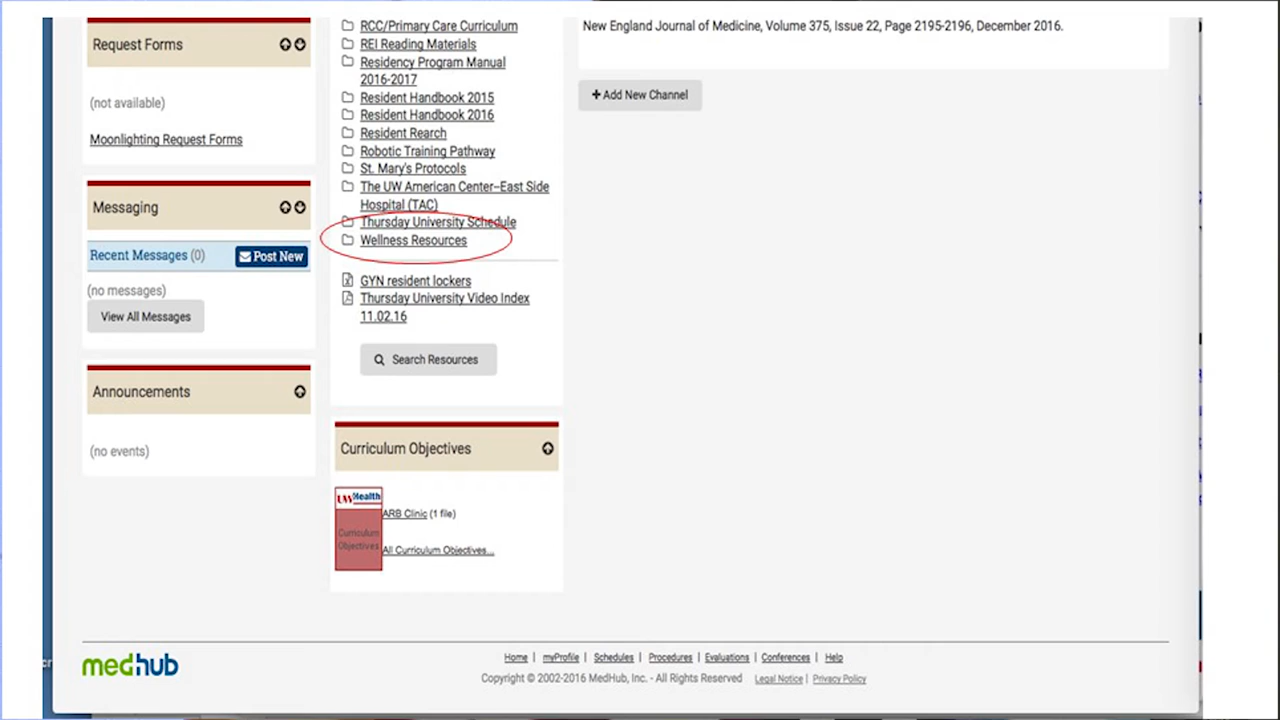 Request Forms
(not available)
Moonlighting Request Forms
Messaging
Recent Messages (0)
Post New
(no messages)
View All Messages
Announcements
(no events)
RCC/Primary Care Curriculum
REI Reading Materials
Residency Program Manual
2016-2017
Resident Handbook 2015
Resident Handbook 2016
Resident Rearch
Robotic Training Pathway
St. Mary's Protocols
The UW American Center–East Side
Hospital (TAC)
Thursday University Schedule
Wellness Resources
GYN resident lockers
Thursday University Video Index
11.02.16
Search Resources
Curriculum Objectives
UWHealth
Curriculum
Objectives
ARB Clinic (1 file)
All Curriculum Objectives...
New England Journal of Medicine, Volume 375, Issue 22, Page 2195-2196, December 2016.
+ Add New Channel
medhub
Home | myProfile | Schedules | Procedures | Evaluations | Conferences | Help
Copyright © 2002-2016 MedHub, Inc. - All Rights Reserved Legal Notice | Privacy Policy